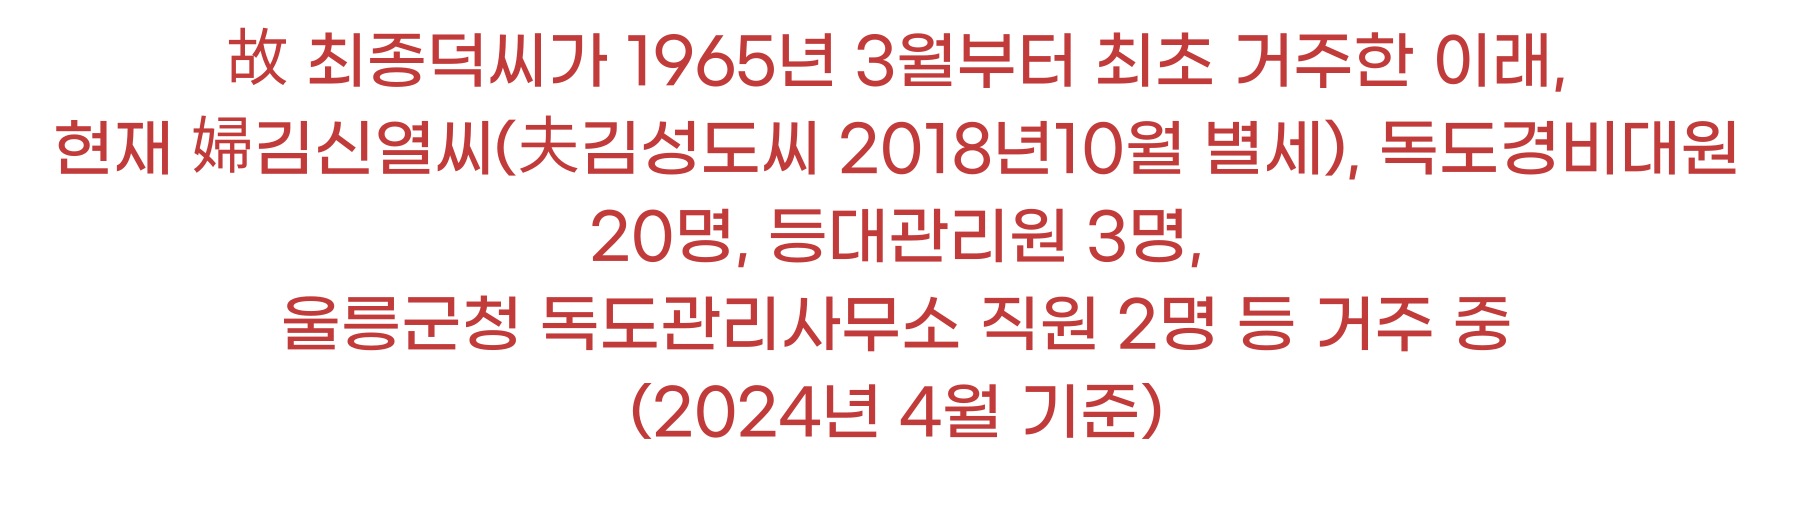 故 최종덕씨가 1965년 3월부터 최초 거주한 이래,
현재 婦김신열씨(夫김성도씨 2018년10월 별세), 독도경비대원
20명, 등대관리원 3명,
울릉군청 독도관리사무소 직원 2명 등 거주 중
(2024년 4월 기준)